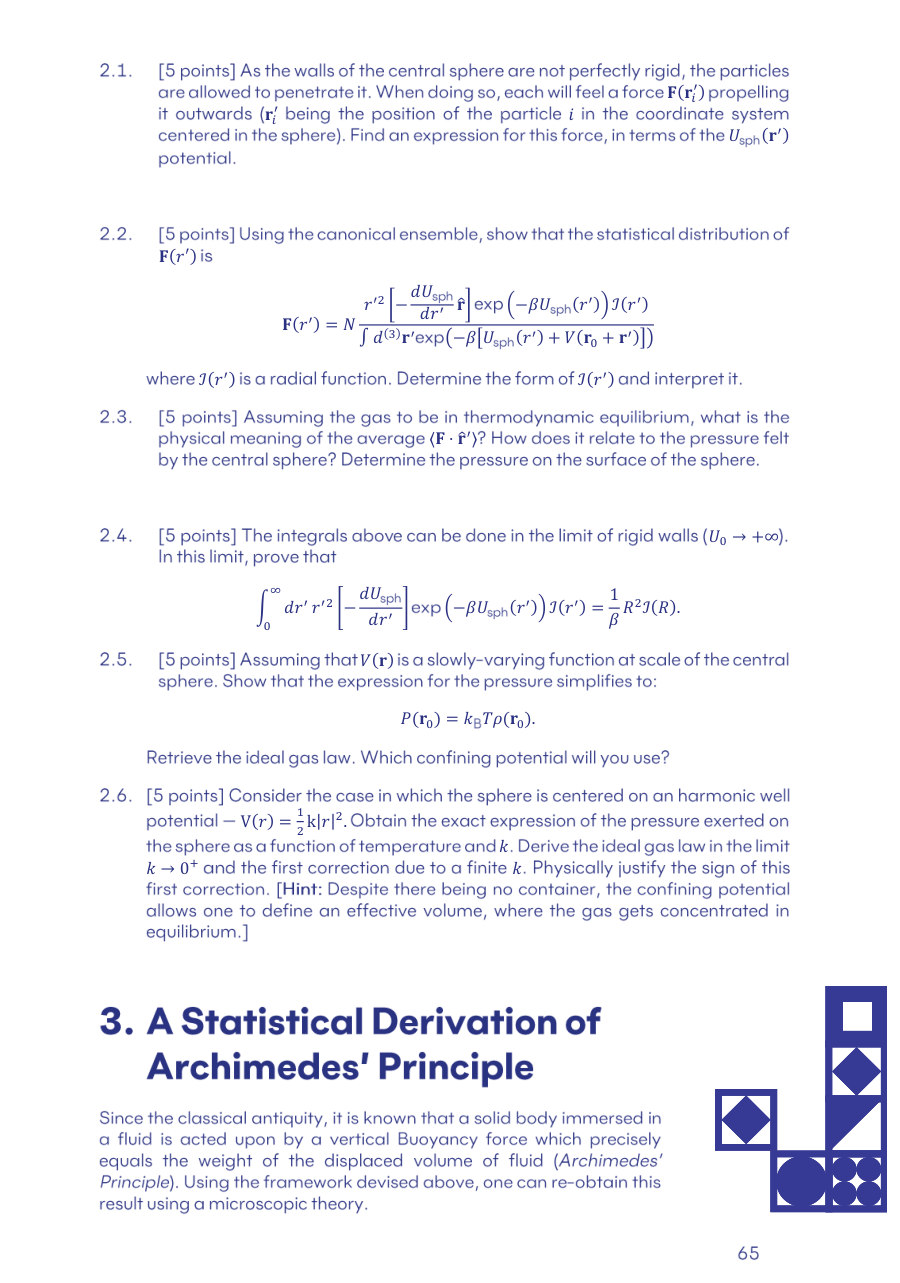 2.1. [5 points] As the walls of the central sphere are not perfectly rigid, the particles
are allowed to penetrate it. When doing so, each will feel a force 𝐅(𝐫ᵢ′) propelling
it outwards (𝐫ᵢ′ being the position of the particle 𝑖 in the coordinate system
centered in the sphere). Find an expression for this force, in terms of the 𝑈sph(𝐫′)
potential.
2.2. [5 points] Using the canonical ensemble, show that the statistical distribution of
𝐅(𝑟′) is
𝐅(𝑟′) = 𝑁 𝑟′² [− 𝑑𝑈sph/𝑑𝑟′ 𝐫̂] exp(−𝛽𝑈sph(𝑟′)) ℐ(𝑟′) / ∫ 𝑑⁽³⁾𝐫′exp(−𝛽[𝑈sph(𝑟′) + 𝑉(𝐫₀ + 𝐫′)])
where ℐ(𝑟′) is a radial function. Determine the form of ℐ(𝑟′) and interpret it.
2.3. [5 points] Assuming the gas to be in thermodynamic equilibrium, what is the
physical meaning of the average ⟨𝐅 · 𝐫̂′⟩? How does it relate to the pressure felt
by the central sphere? Determine the pressure on the surface of the sphere.
2.4. [5 points] The integrals above can be done in the limit of rigid walls (𝑈₀ → +∞).
In this limit, prove that
∫₀^∞ 𝑑𝑟′ 𝑟′² [− 𝑑𝑈sph/𝑑𝑟′] exp(−𝛽𝑈sph(𝑟′)) ℐ(𝑟′) = 1/𝛽 𝑅²ℐ(𝑅).
2.5. [5 points] Assuming that 𝑉(𝐫) is a slowly-varying function at scale of the central
sphere. Show that the expression for the pressure simplifies to:
𝑃(𝐫₀) = 𝑘B𝑇𝜌(𝐫₀).
Retrieve the ideal gas law. Which confining potential will you use?
2.6. [5 points] Consider the case in which the sphere is centered on an harmonic well
potential – V(𝑟) = ½k|𝑟|². Obtain the exact expression of the pressure exerted on
the sphere as a function of temperature and 𝑘. Derive the ideal gas law in the limit
𝑘 → 0⁺ and the first correction due to a finite 𝑘. Physically justify the sign of this
first correction. [Hint: Despite there being no container, the confining potential
allows one to define an effective volume, where the gas gets concentrated in
equilibrium.]
3. A Statistical Derivation of
Archimedes’ Principle
Since the classical antiquity, it is known that a solid body immersed in
a fluid is acted upon by a vertical Buoyancy force which precisely
equals the weight of the displaced volume of fluid (Archimedes’
Principle). Using the framework devised above, one can re-obtain this
result using a microscopic theory.
65